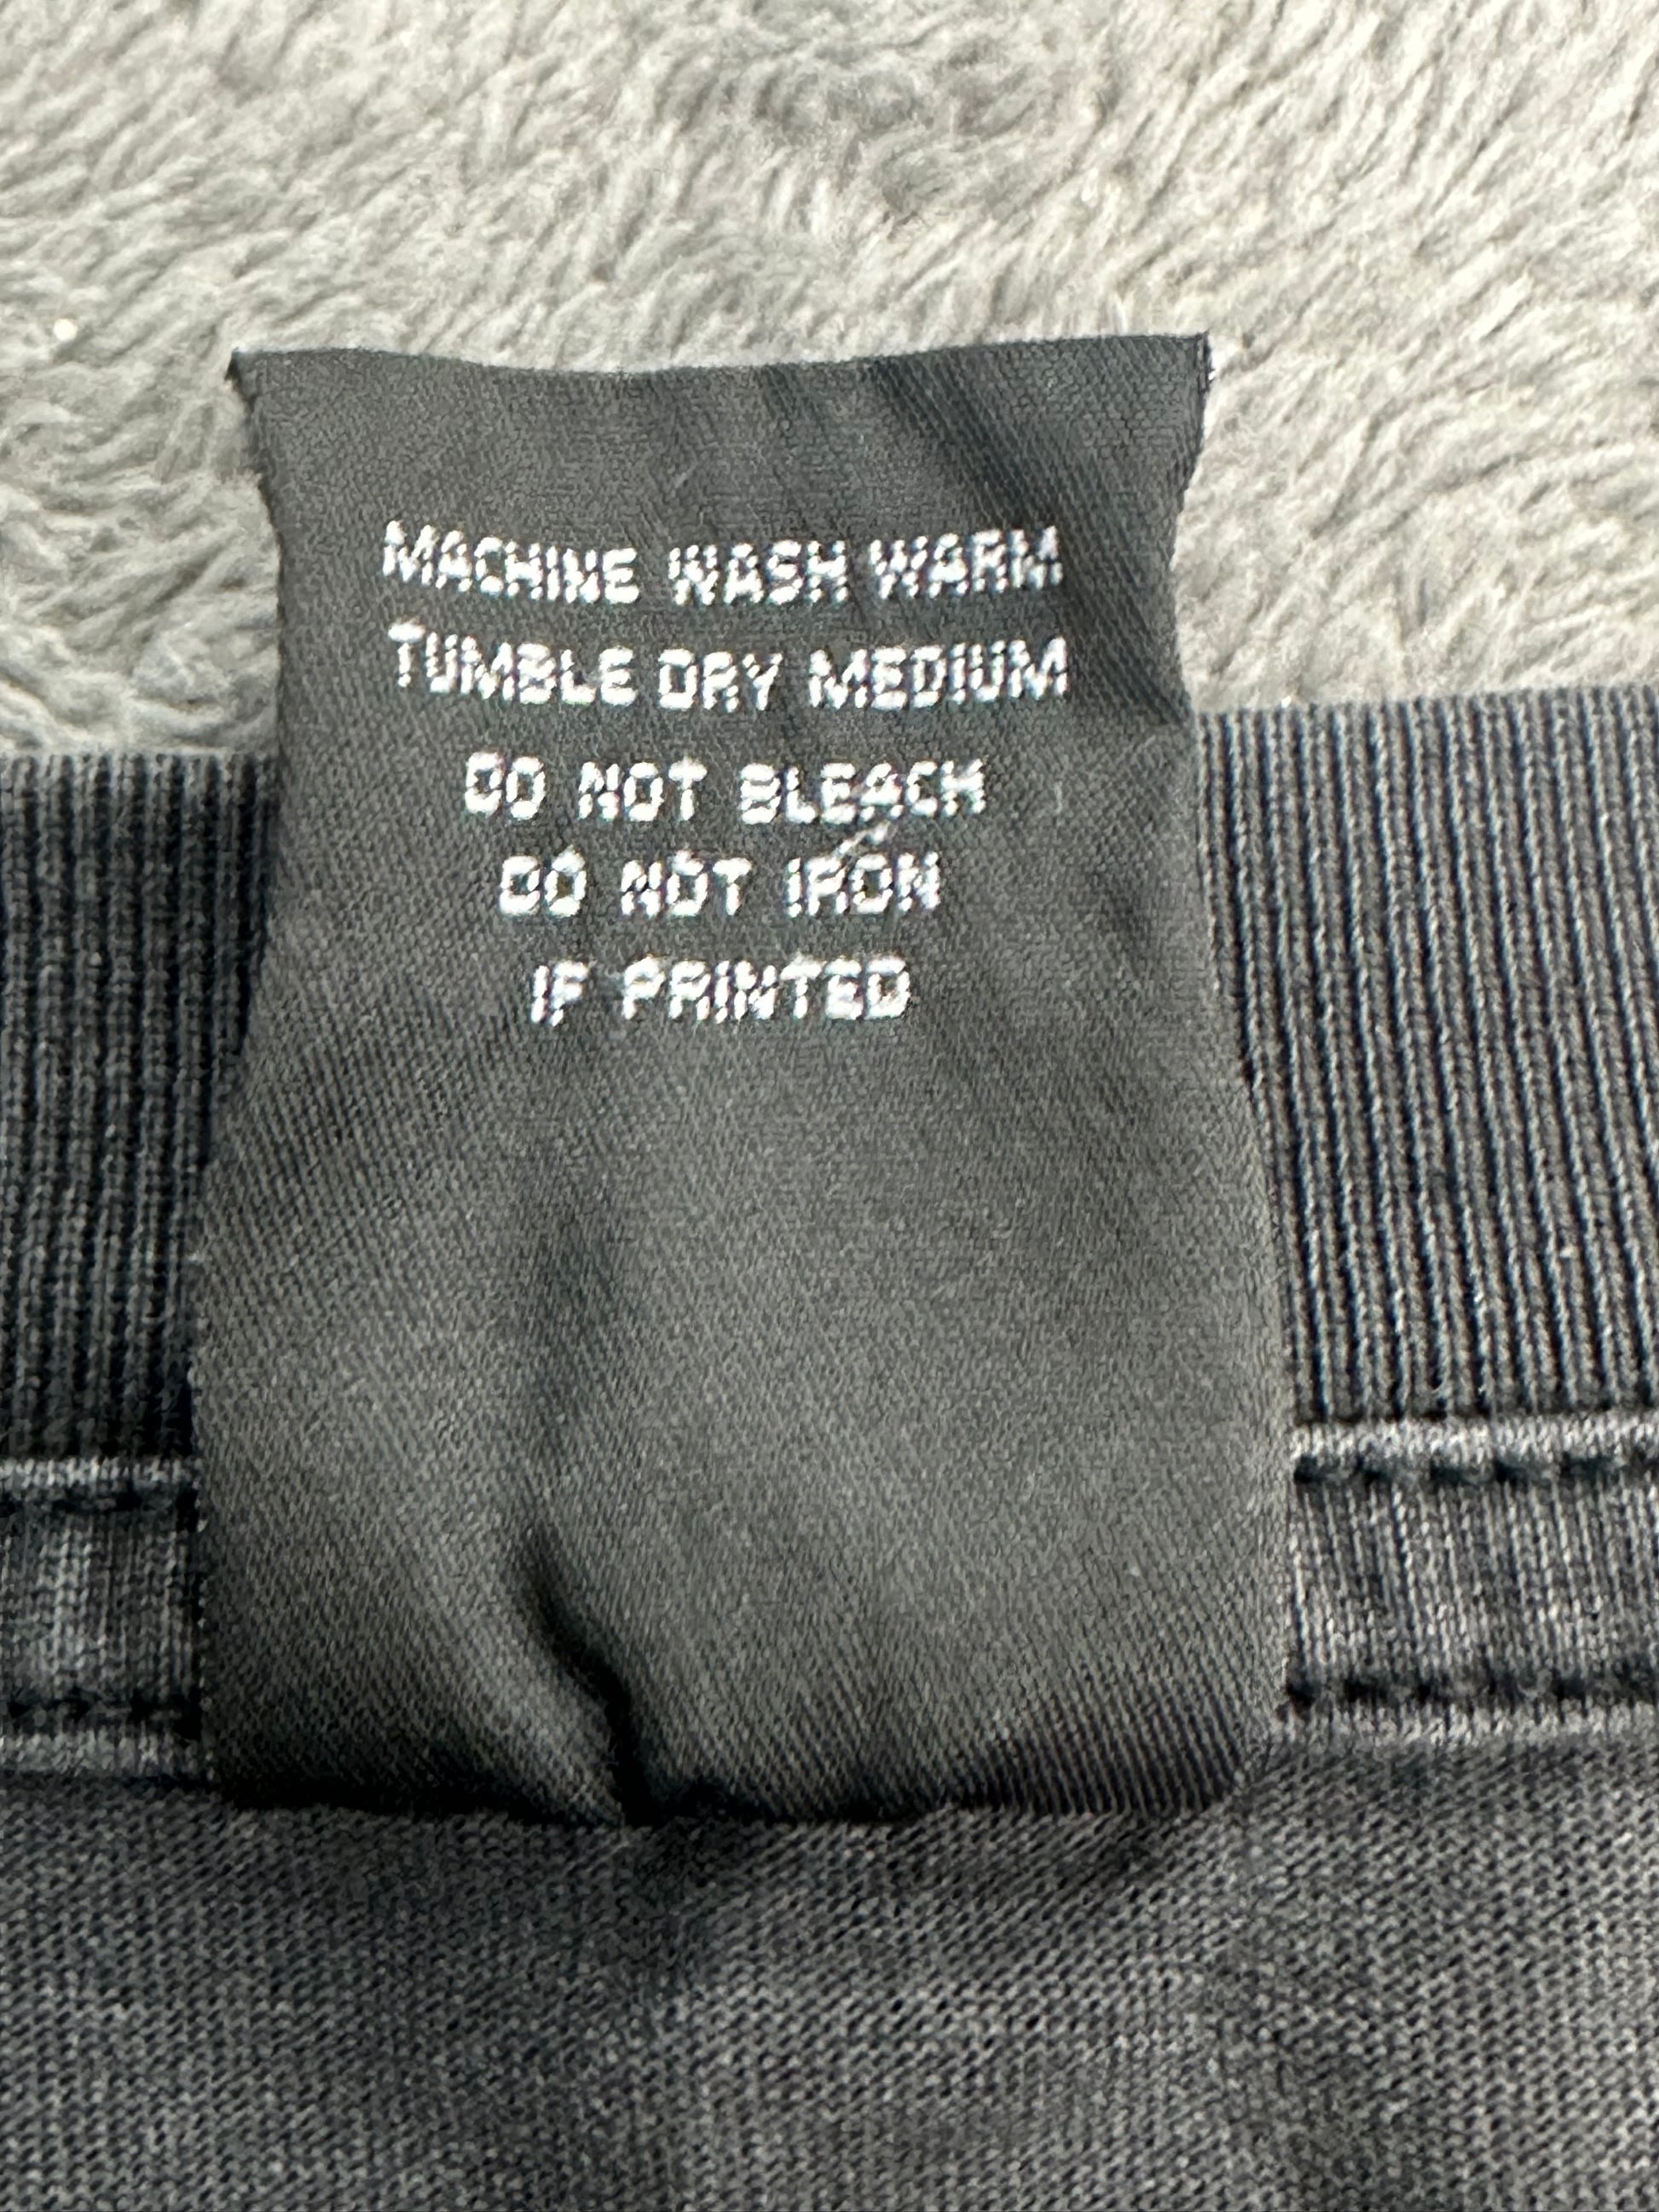 MACHINE WASH WARM
TUMBLE DRY MEDIUM
DO NOT BLEACH
DO NOT IRON
IF PRINTED